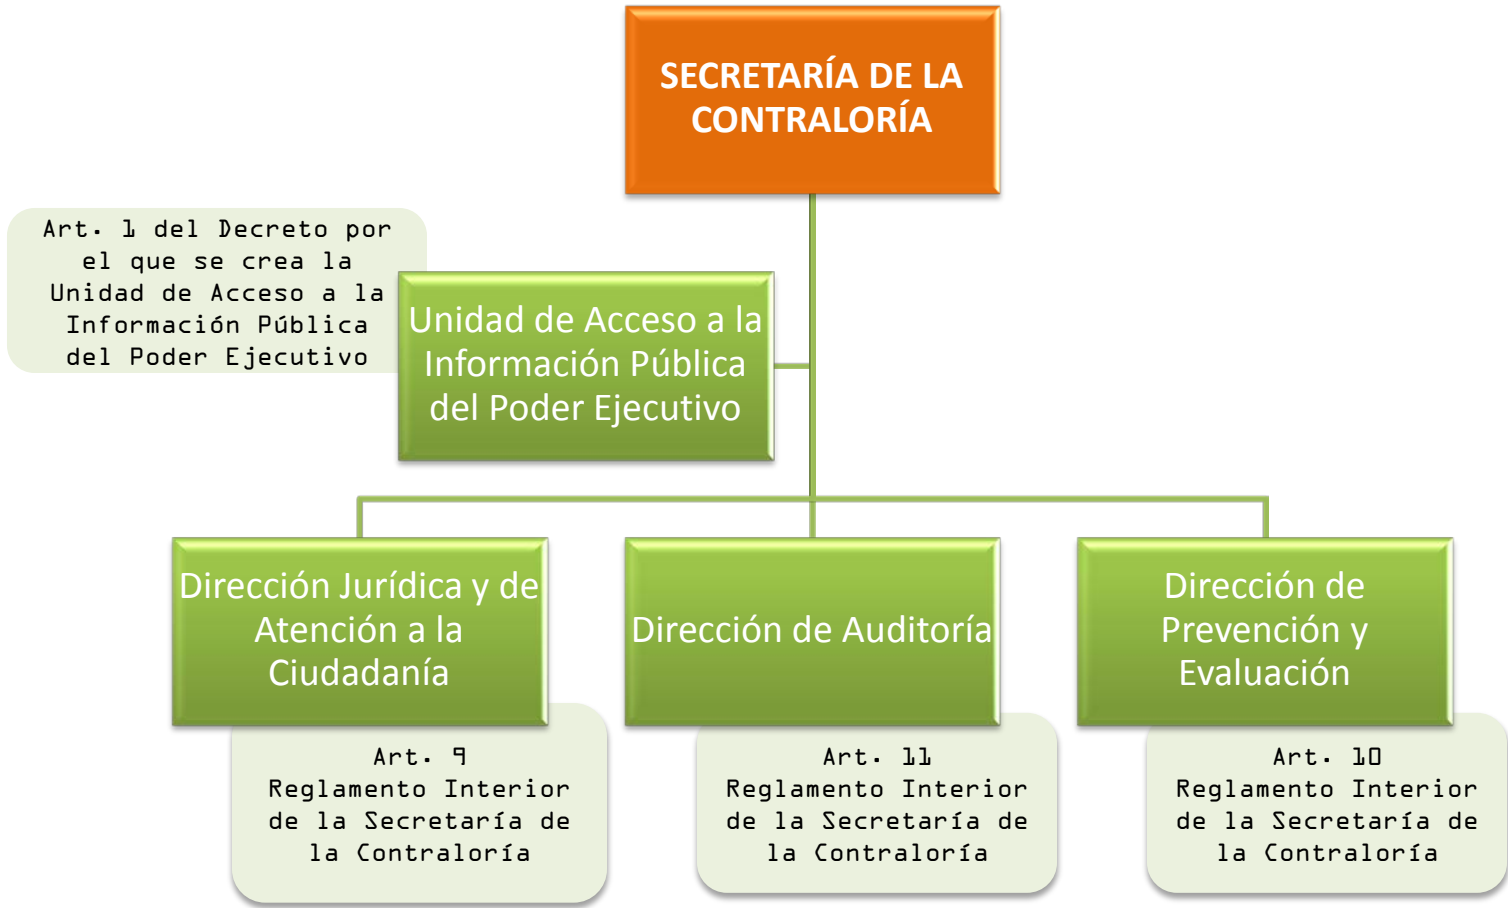 SECRETARÍA DE LA
CONTRALORÍA
Art. 1 del Decreto por
el que se crea la
Unidad de Acceso a la
Información Pública
del Poder Ejecutivo
Unidad de Acceso a la
Información Pública
del Poder Ejecutivo
Dirección Jurídica y de
Atención a la
Ciudadanía
Art. 9
Reglamento Interior
de la Secretaría de
la Contraloría
Dirección de Auditoría
Art. 11
Reglamento Interior
de la Secretaría de
la Contraloría
Dirección de
Prevención y
Evaluación
Art. 10
Reglamento Interior
de la Secretaría de
la Contraloría